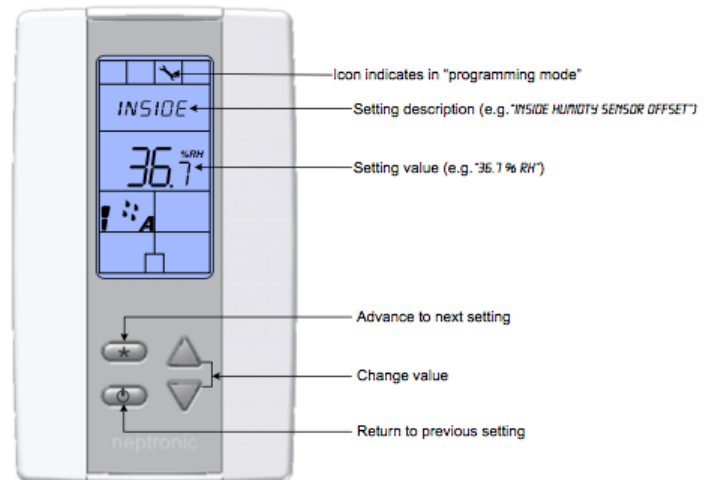 Icon indicates in "programming mode"
INSIDE
Setting description (e.g. "INSIDE HUMIDTY SENSOR OFFSET")
36.7 %RH
Setting value (e.g. "36.7 % RH")
A
Advance to next setting
Change value
Return to previous setting
neptronic